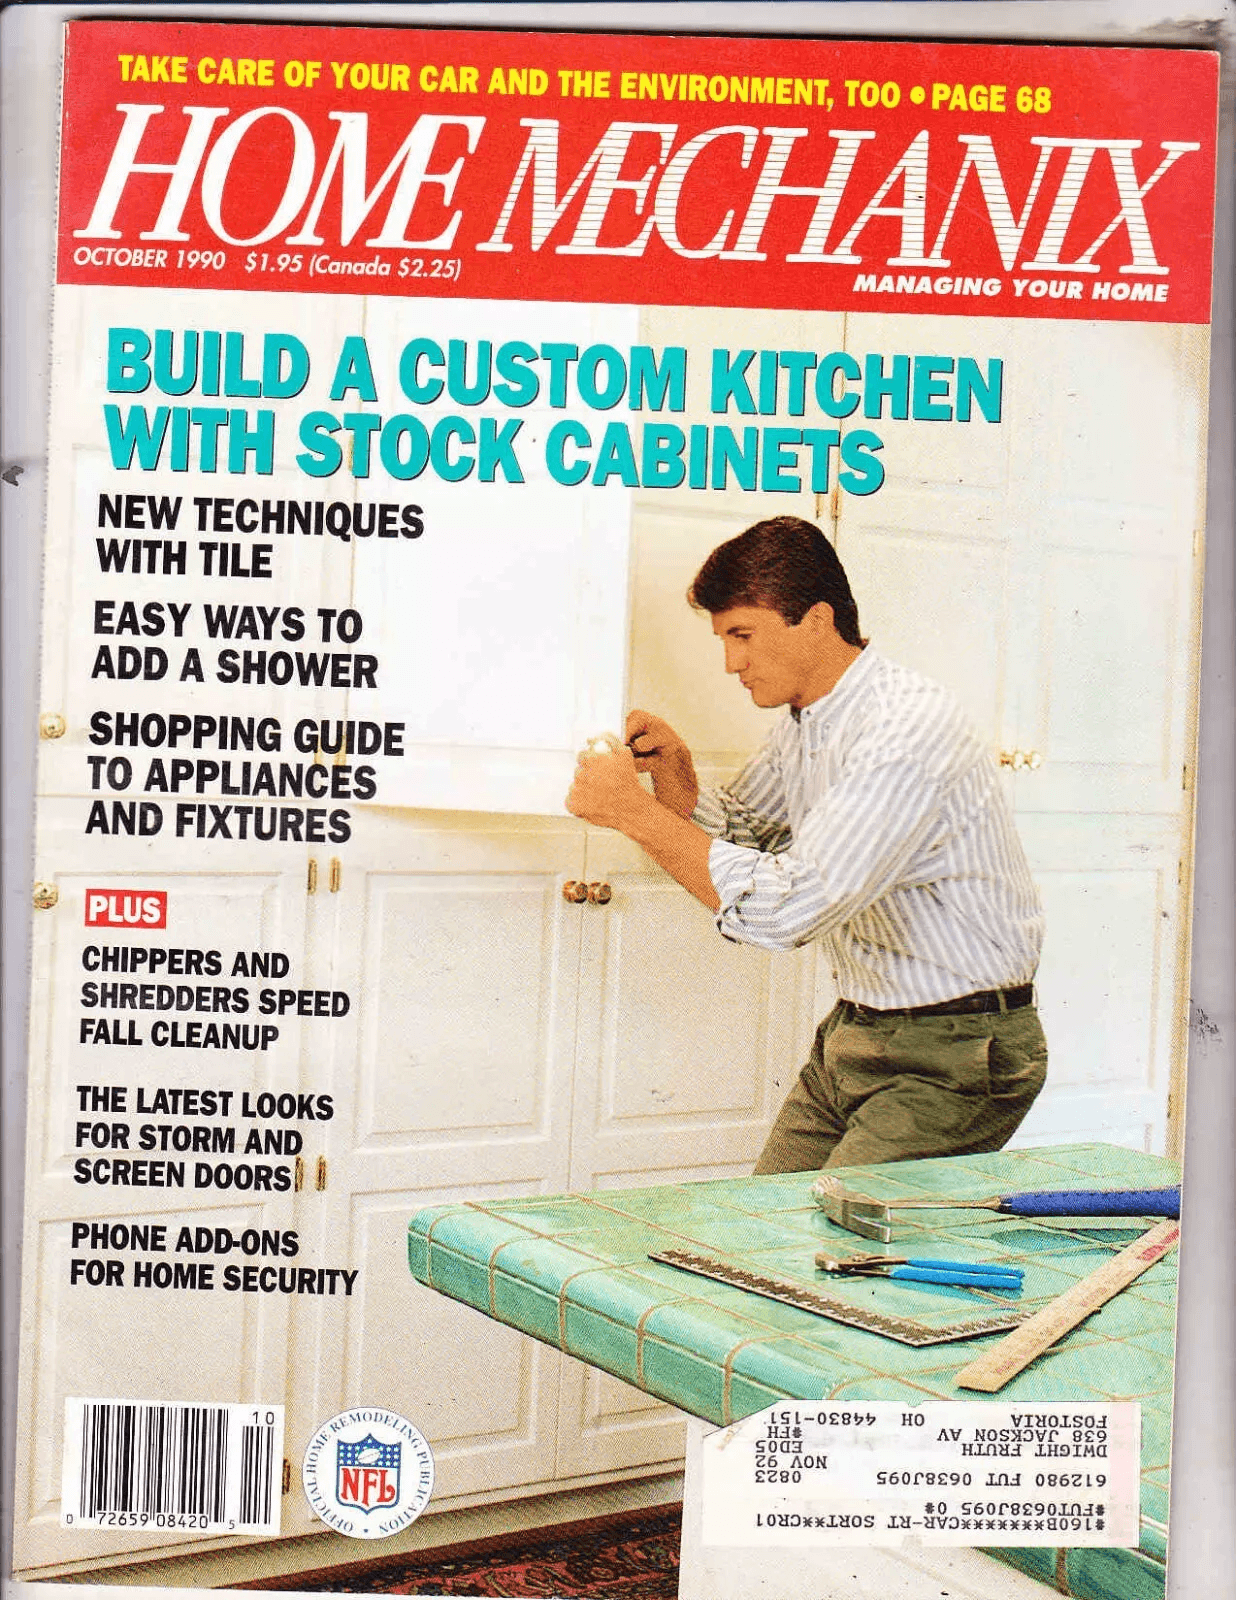 TAKE CARE OF YOUR CAR AND THE ENVIRONMENT, TOO • PAGE 68
HOME MECHANIX
OCTOBER 1990 $1.95 (Canada $2.25)
MANAGING YOUR HOME
BUILD A CUSTOM KITCHEN
WITH STOCK CABINETS
NEW TECHNIQUES
WITH TILE
EASY WAYS TO
ADD A SHOWER
SHOPPING GUIDE
TO APPLIANCES
AND FIXTURES
PLUS
CHIPPERS AND
SHREDDERS SPEED
FALL CLEANUP
THE LATEST LOOKS
FOR STORM AND
SCREEN DOORS
PHONE ADD-ONS
FOR HOME SECURITY
10
0 72659 08420 5
OFFICIAL HOME REMODELING PUBLICATION OF
NFL
#160B**********CAR-RT SORT**CR01
#FUT0638J095 0#
612980 FUT 0638J095 0823
NOV 92
DWIGHT FRUTH ED05
638 JACKSON AV #FH
FOSTORIA
VIA OH 44830-151